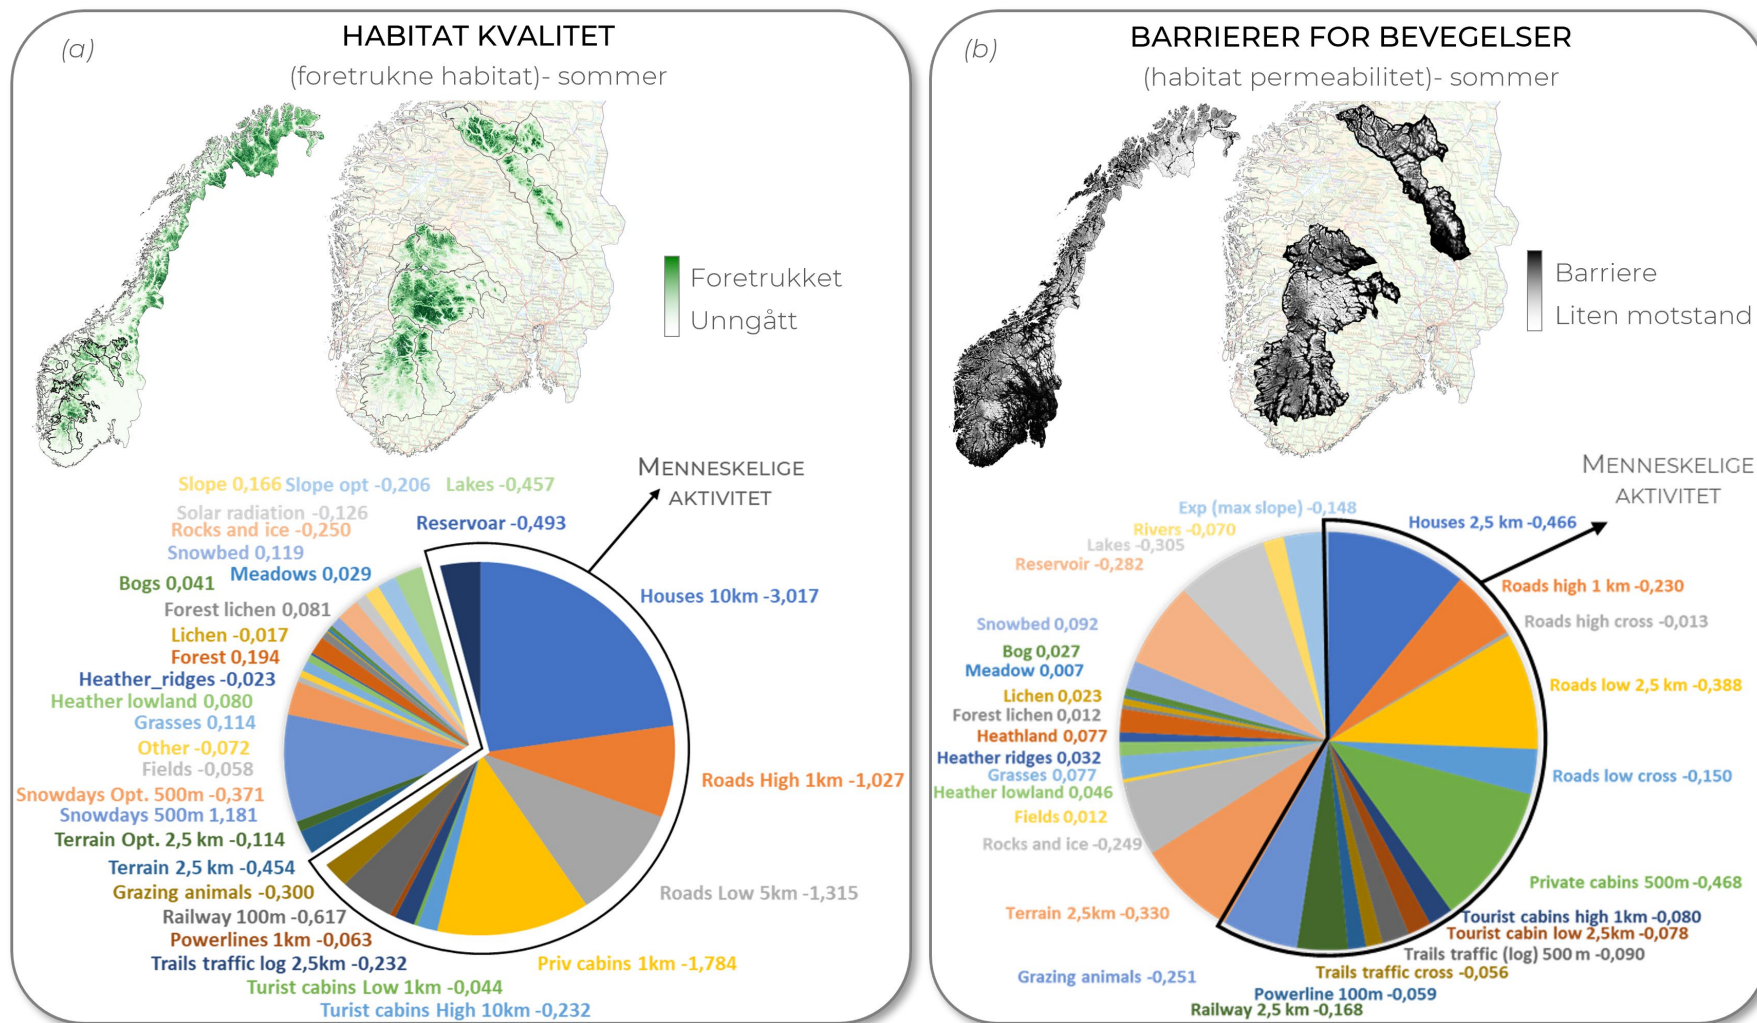 (a)
HABITAT KVALITET
(foretrukne habitat)- sommer
Foretrukket
Unngått
MENNESKELIGE
AKTIVITET
Slope 0,166
Slope opt -0,206
Lakes -0,457
Solar radiation -0,126
Rocks and ice -0,250
Snowbed 0,119
Meadows 0,029
Bogs 0,041
Forest lichen 0,081
Lichen -0,017
Forest 0,194
Heather_ridges -0,023
Heather lowland 0,080
Grasses 0,114
Other -0,072
Fields -0,058
Snowdays Opt. 500m -0,371
Snowdays 500m 1,181
Terrain Opt. 2,5 km -0,114
Terrain 2,5 km -0,454
Grazing animals -0,300
Railway 100m -0,617
Powerlines 1km -0,063
Trails traffic log 2,5km -0,232
Turist cabins Low 1km -0,044
Turist cabins High 10km -0,232
Reservoar -0,493
Houses 10km -3,017
Roads High 1km -1,027
Roads Low 5km -1,315
Priv cabins 1km -1,784
(b)
BARRIERER FOR BEVEGELSER
(habitat permeabilitet)- sommer
Barriere
Liten motstand
MENNESKELIGE
AKTIVITET
Exp (max slope) -0,148
Rivers -0,070
Lakes -0,305
Reservoir -0,282
Snowbed 0,092
Bog 0,027
Meadow 0,007
Lichen 0,023
Forest lichen 0,012
Heathland 0,077
Heather ridges 0,032
Grasses 0,077
Heather lowland 0,046
Fields 0,012
Rocks and ice -0,249
Terrain 2,5km -0,330
Grazing animals -0,251
Houses 2,5 km -0,466
Roads high 1 km -0,230
Roads high cross -0,013
Roads low 2,5 km -0,388
Roads low cross -0,150
Private cabins 500m -0,468
Tourist cabins high 1km -0,080
Tourist cabin low 2,5km -0,078
Trails traffic (log) 500 m -0,090
Trails traffic cross -0,056
Powerline 100m -0,059
Railway 2,5 km -0,168